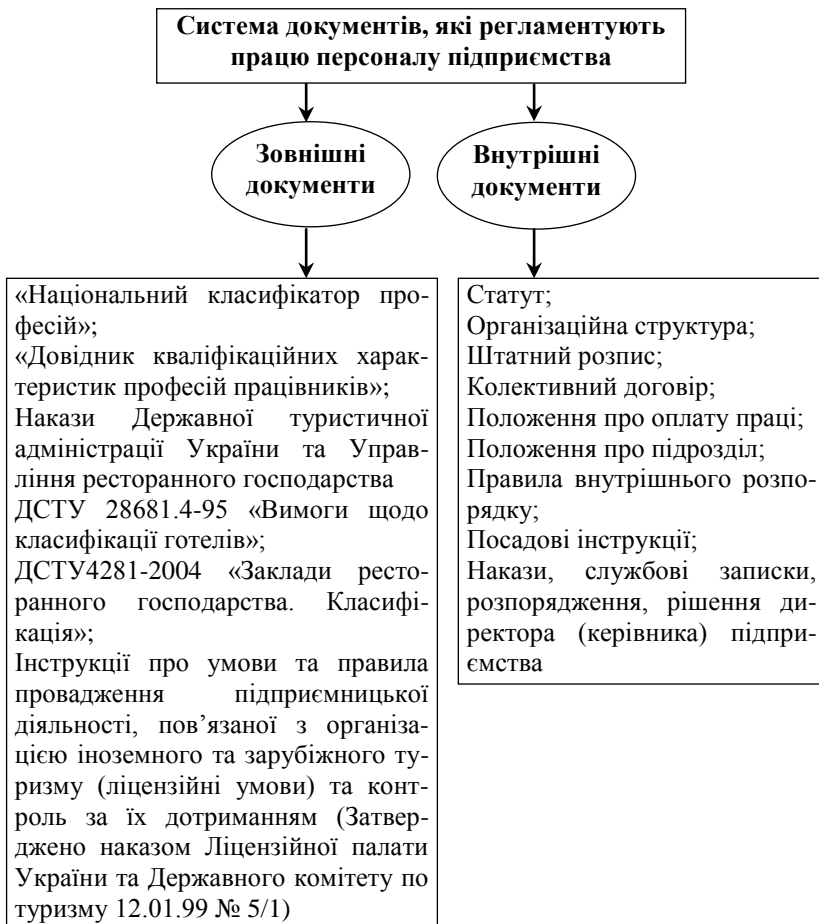 Система документів, які регламентують
працю персоналу підприємства
Зовнішні
документи
Внутрішні
документи
«Національний класифікатор про-
фесій»;
«Довідник кваліфікаційних харак-
теристик професій працівників»;
Накази Державної туристичної
адміністрації України та Управ-
ління ресторанного господарства
ДСТУ 28681.4-95 «Вимоги щодо
класифікації готелів»;
ДСТУ4281-2004 «Заклади ресто-
ранного господарства. Класифі-
кація»;
Інструкції про умови та правила
провадження підприємницької
діяльності, пов’язаної з організа-
цією іноземного та зарубіжного ту-
ризму (ліцензійні умови) та конт-
роль за їх дотриманням (Затвер-
джено наказом Ліцензійної палати
України та Державного комітету по
туризму 12.01.99 № 5/1)
Статут;
Організаційна структура;
Штатний розпис;
Колективний договір;
Положення про оплату праці;
Положення про підрозділ;
Правила внутрішнього розпо-
рядку;
Посадові інструкції;
Накази, службові записки,
розпорядження, рішення ди-
ректора (керівника) підпри-
ємства